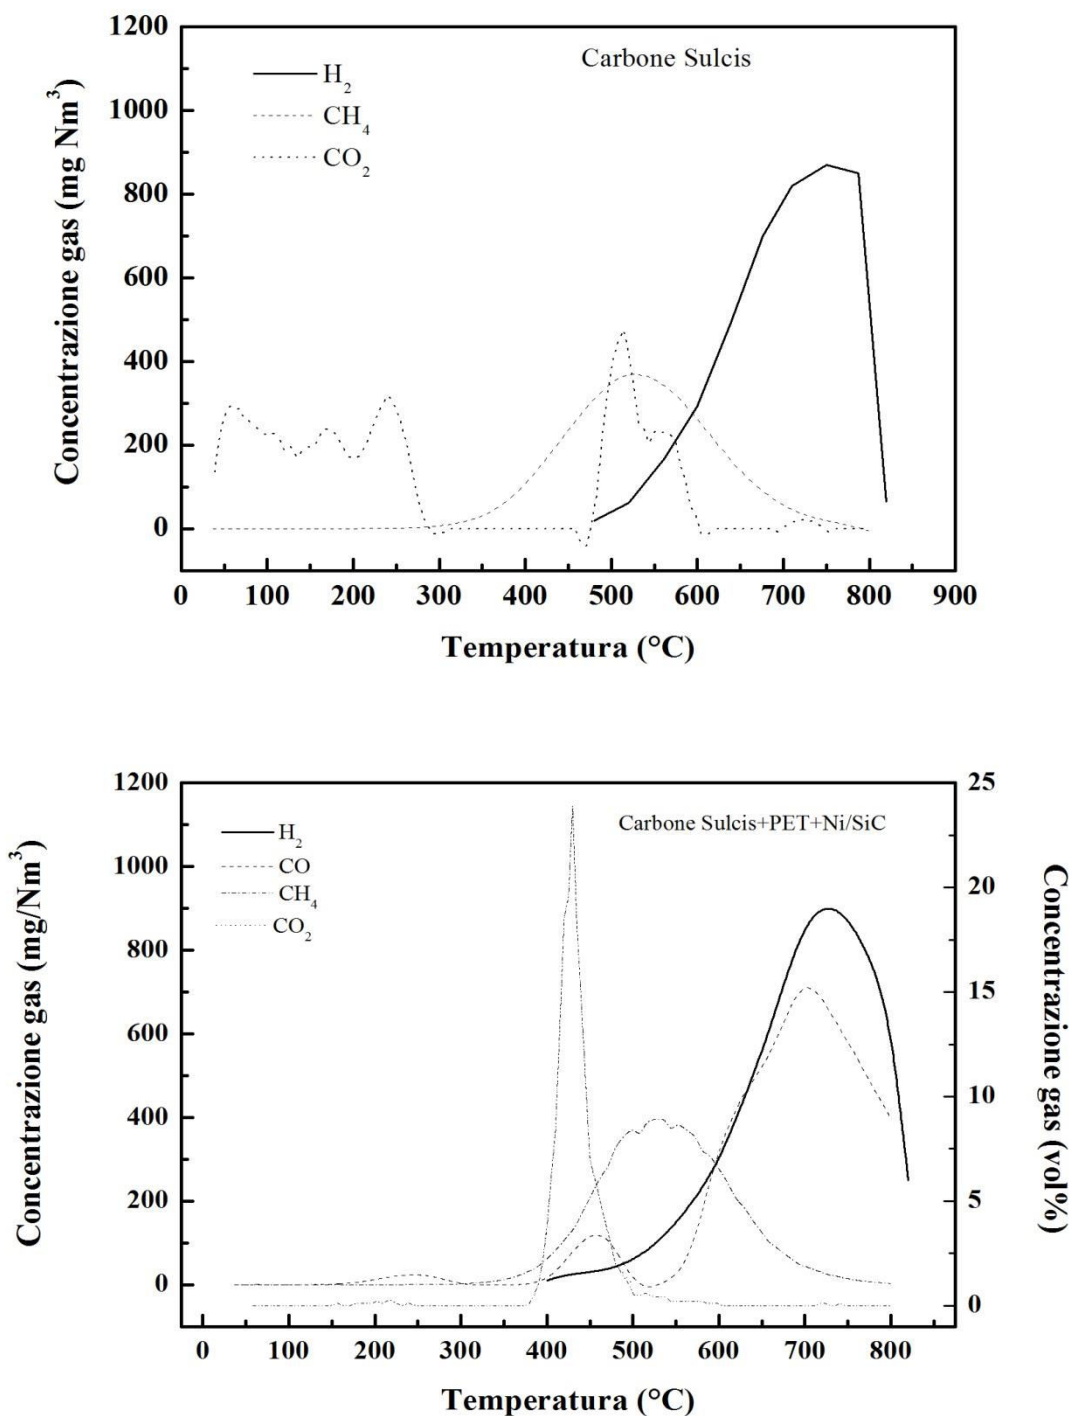 1200
1000
800
600
400
200
0
Concentrazione gas (mg Nm³)
Carbone Sulcis
H₂
CH₄
CO₂
0 100 200 300 400 500 600 700 800 900
Temperatura (°C)
1200
1000
800
600
400
200
0
Concentrazione gas (mg/Nm³)
Carbone Sulcis+PET+Ni/SiC
H₂
CO
CH₄
CO₂
25
20
15
10
5
0
Concentrazione gas (vol%)
0 100 200 300 400 500 600 700 800
Temperatura (°C)